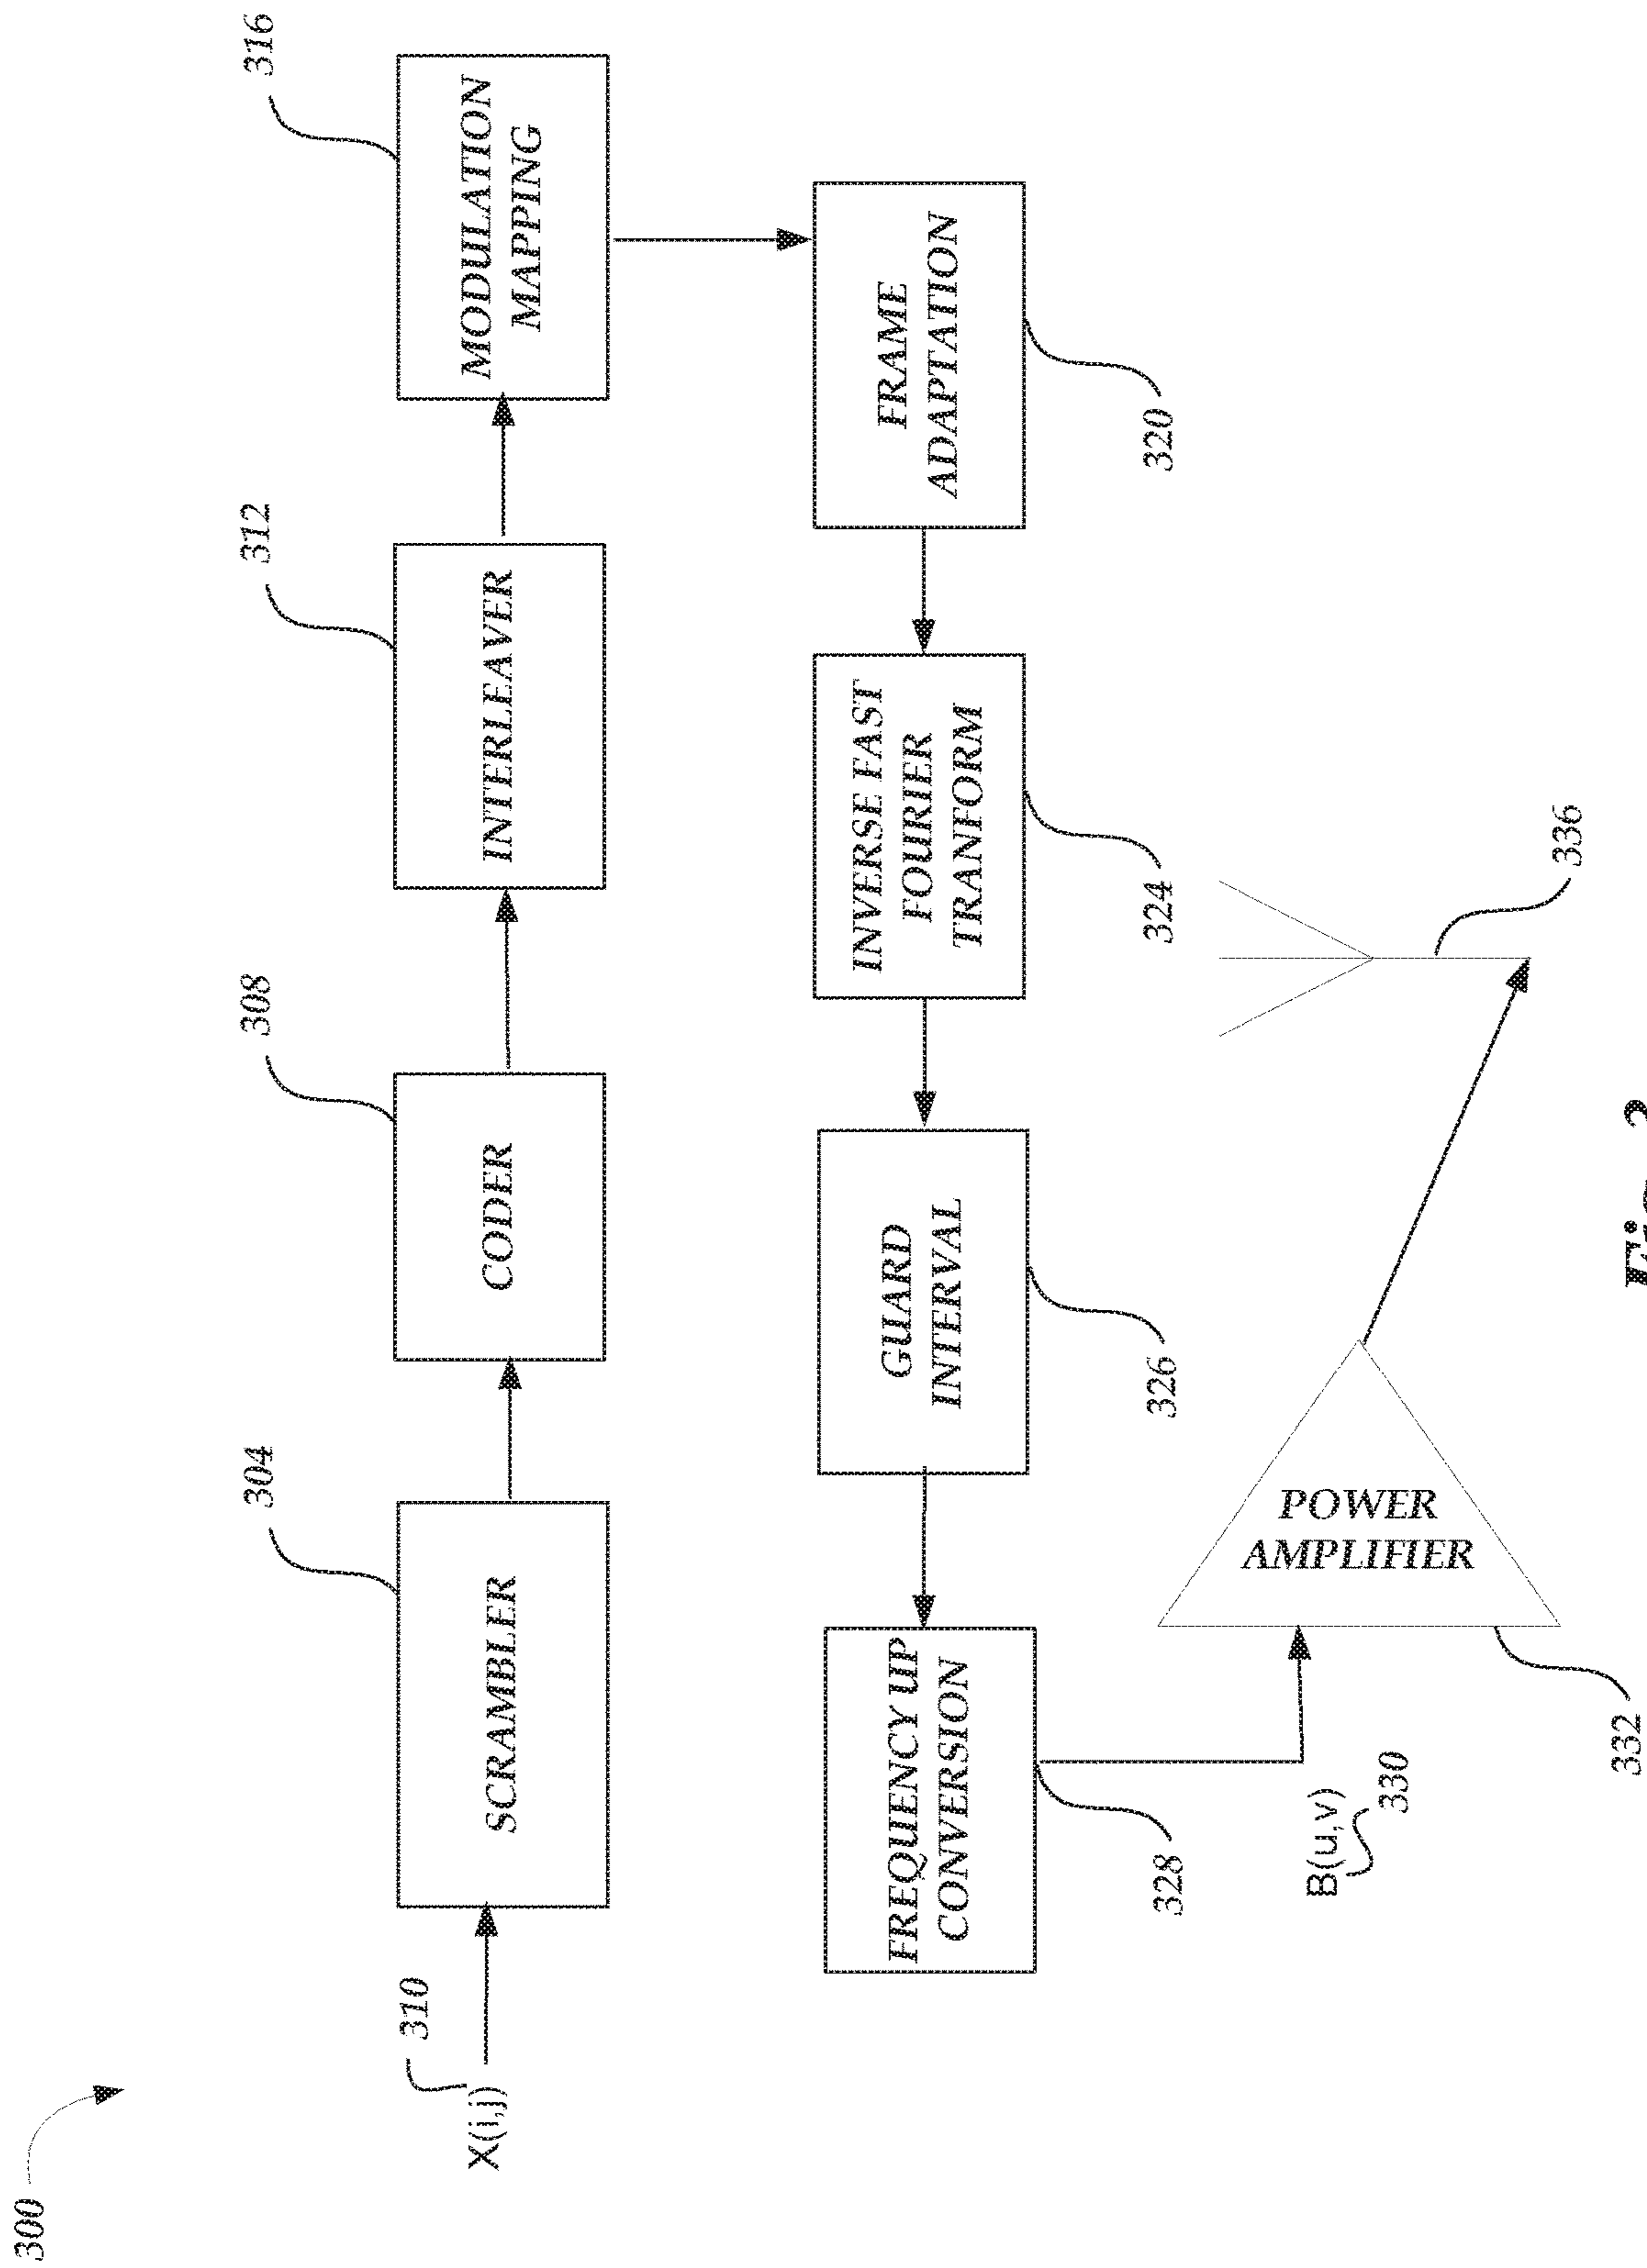 300
X(i,j)
310
SCRAMBLER
304
CODER
308
INTERLEAVER
312
MODULATION
MAPPING
316
FREQUENCY UP
CONVERSION
328
GUARD
INTERVAL
326
INVERSE FAST
FOURIER
TRANFORM
324
FRAME
ADAPTATION
320
B(u,v)
330
POWER
AMPLIFIER
332
336